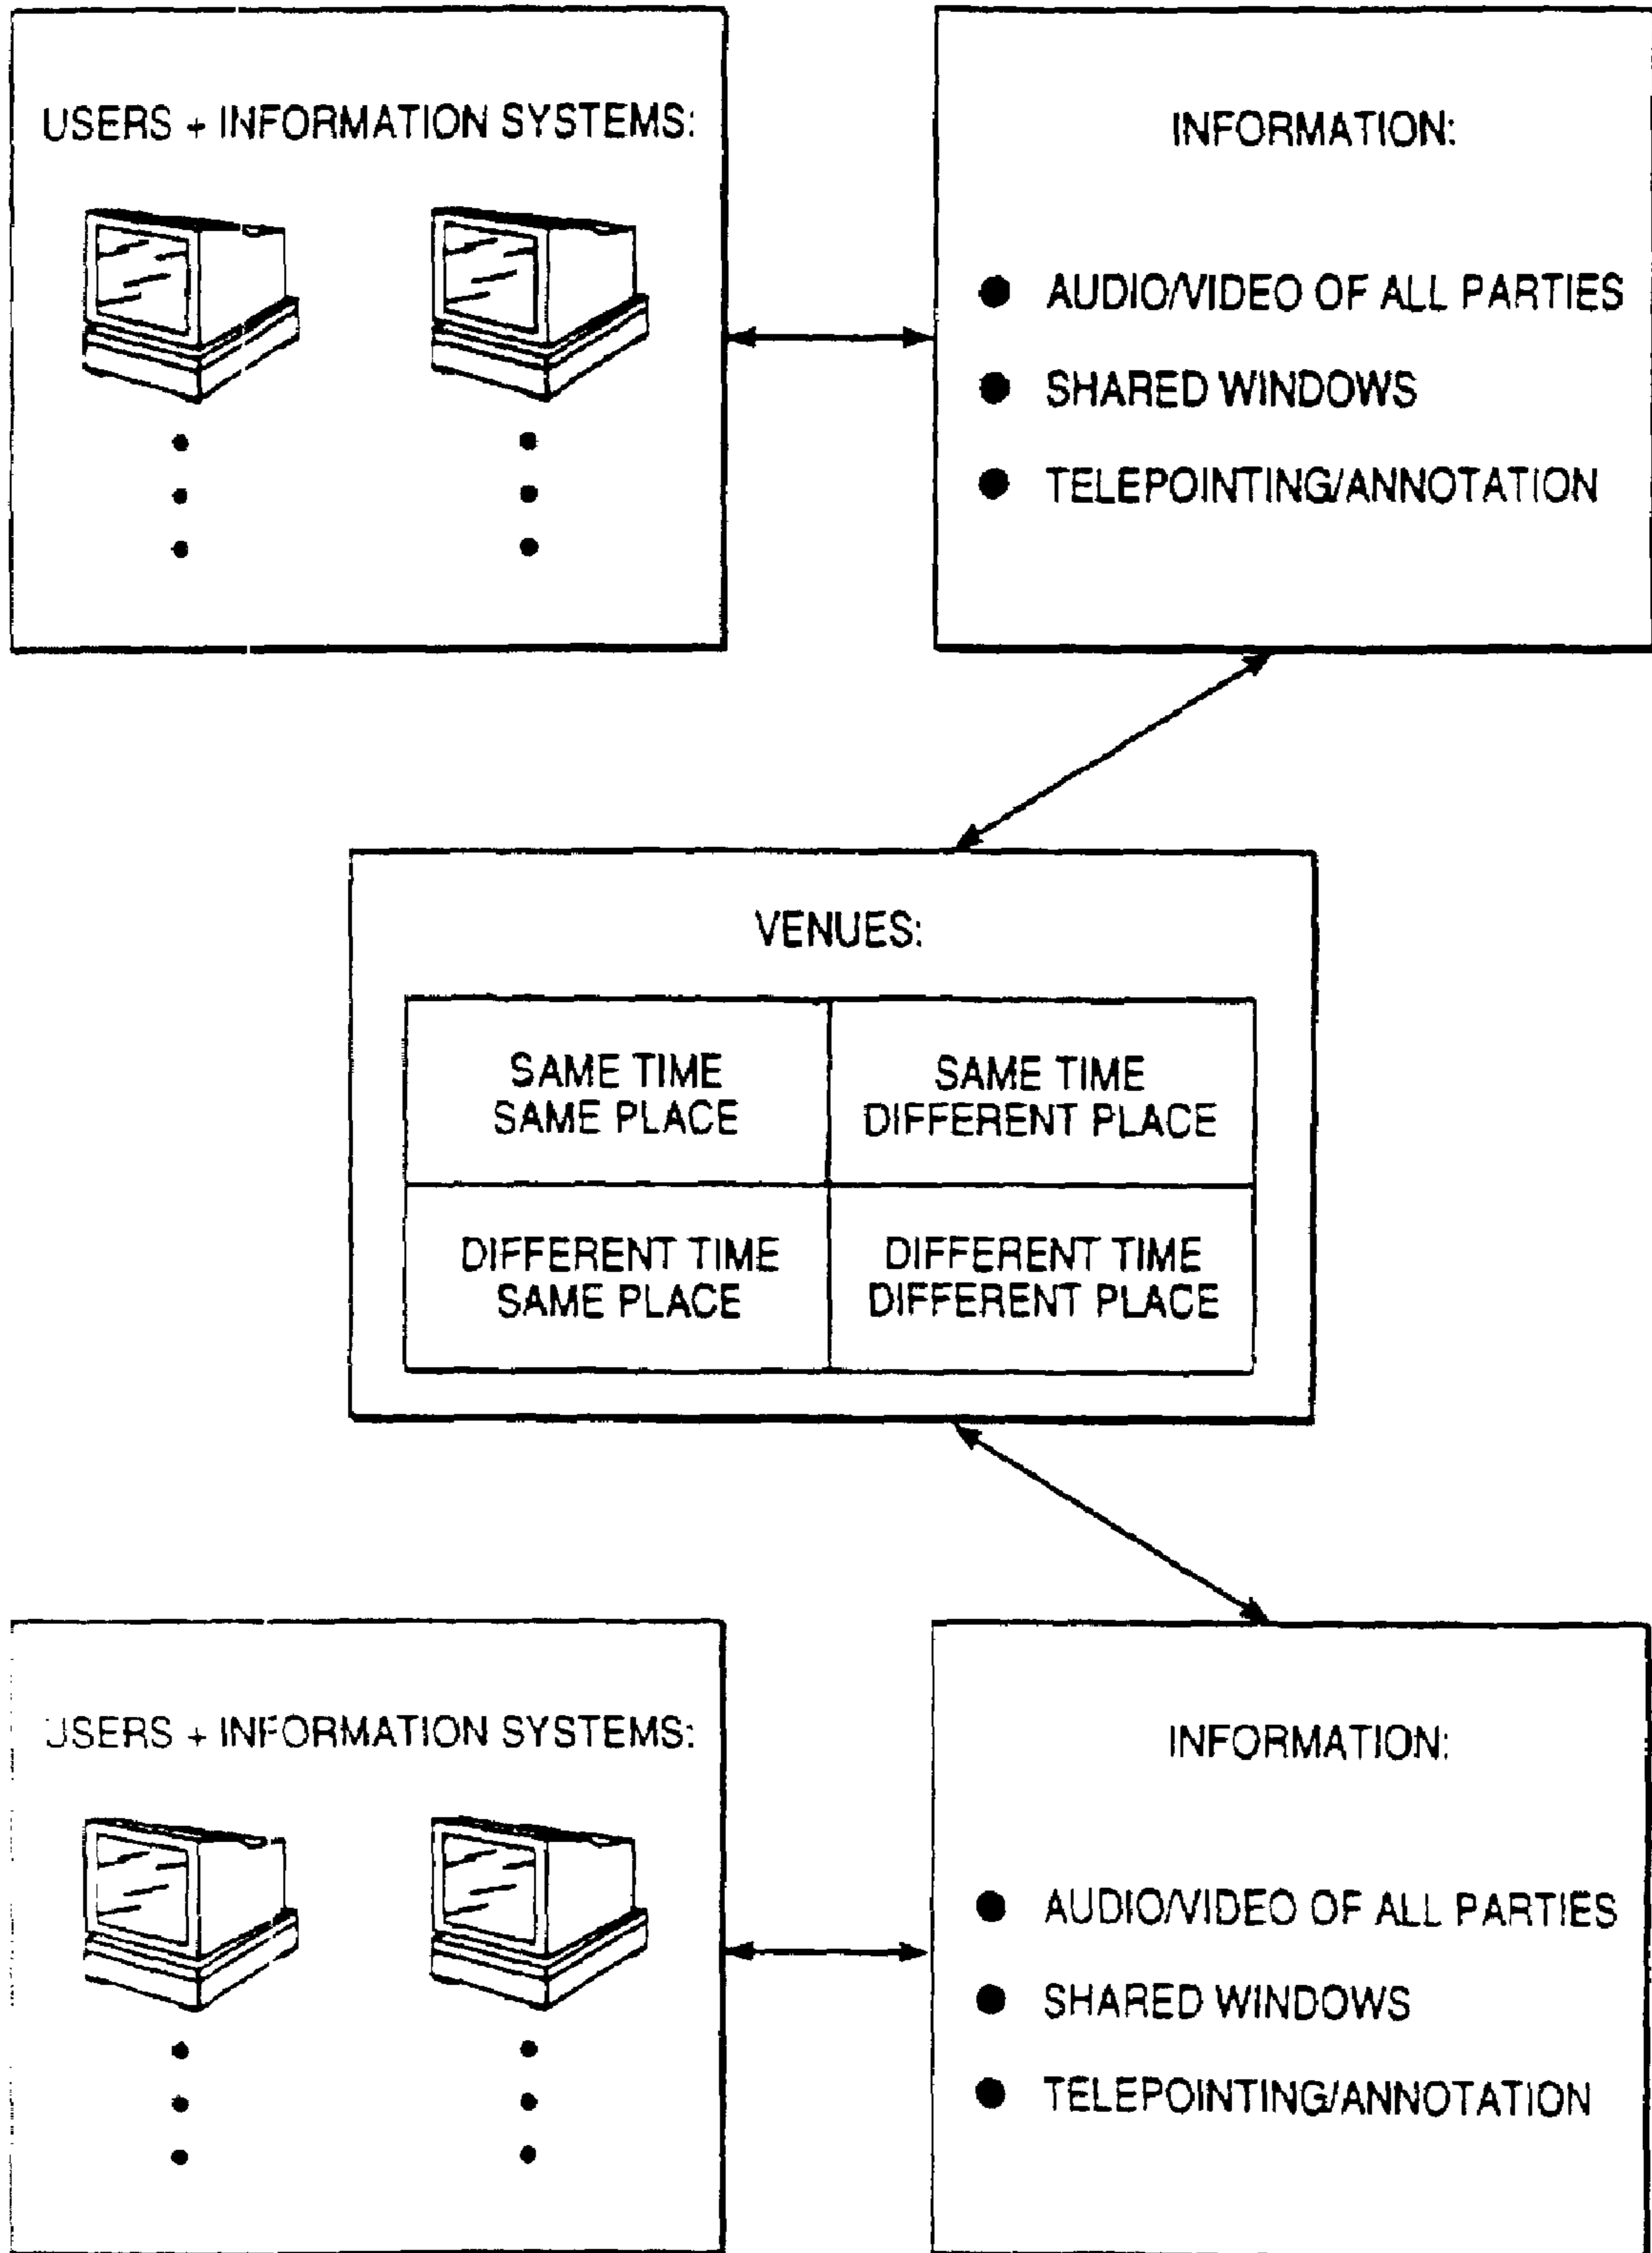 USERS + INFORMATION SYSTEMS:
INFORMATION:
● AUDIO/VIDEO OF ALL PARTIES
● SHARED WINDOWS
● TELEPOINTING/ANNOTATION
VENUES:
SAME TIME
SAME PLACE
SAME TIME
DIFFERENT PLACE
DIFFERENT TIME
SAME PLACE
DIFFERENT TIME
DIFFERENT PLACE
USERS + INFORMATION SYSTEMS:
INFORMATION:
● AUDIO/VIDEO OF ALL PARTIES
● SHARED WINDOWS
● TELEPOINTING/ANNOTATION